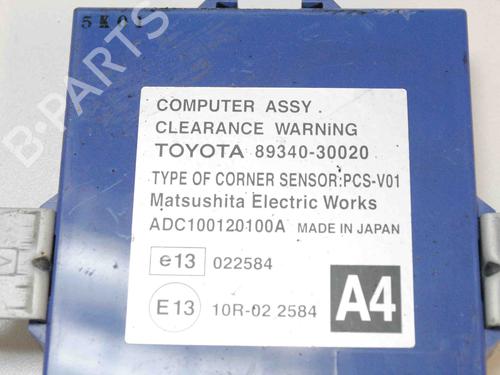 5K01
B-PARTS
COMPUTER ASSY.
CLEARANCE WARNiNG
TOYOTA 89340-30020
TYPE OF CORNER SENSOR:PCS-V01
Matsushita Electric Works
ADC100120100A MADE IN JAPAN
e13 022584
E13 10R-02 2584
A4